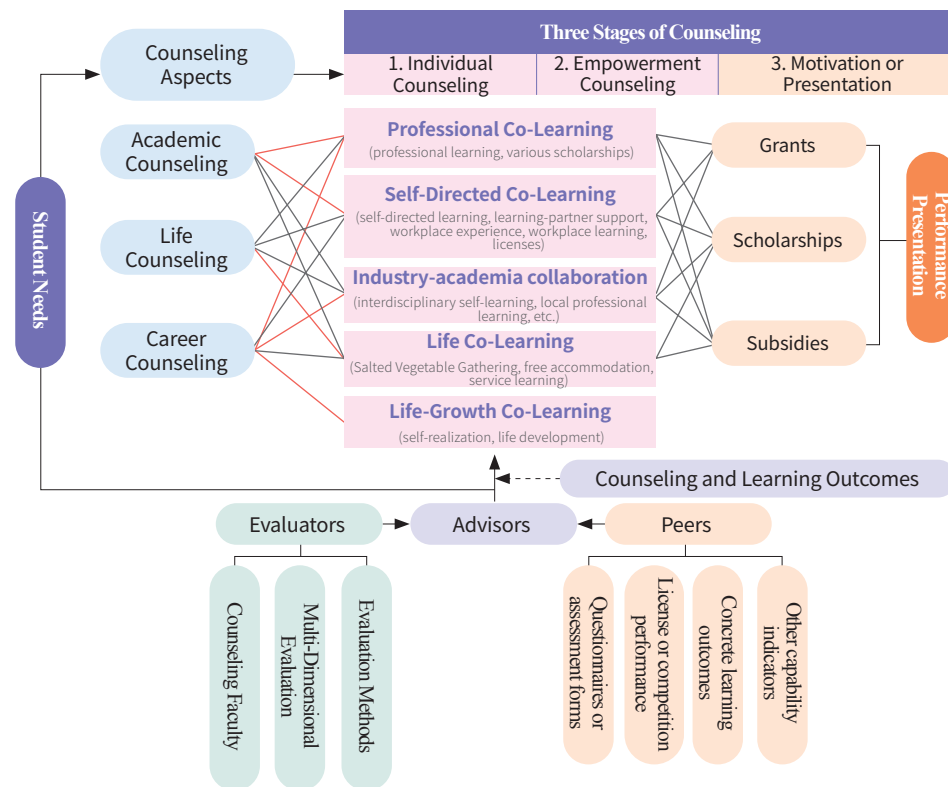 Counseling
Aspects
Three Stages of Counseling
1. Individual
Counseling
2. Empowerment
Counseling
3. Motivation or
Presentation
Student Needs
Academic
Counseling
Life
Counseling
Career
Counseling
Professional Co-Learning
(professional learning, various scholarships)
Self-Directed Co-Learning
(self-directed learning, learning-partner support,
workplace experience, workplace learning,
licenses)
Industry-academia collaboration
(interdisciplinary self-learning, local professional
learning, etc.)
Life Co-Learning
(Salted Vegetable Gathering, free accommodation,
service learning)
Life-Growth Co-Learning
(self-realization, life development)
Grants
Scholarships
Subsidies
Performance
Presentation
Counseling and Learning Outcomes
Evaluators
Advisors
Peers
Counseling Faculty
Multi-Dimensional
Evaluation
Evaluation Methods
Questionnaires or
assessment forms
License or competition
performance
Concrete learning
outcomes
Other capability
indicators